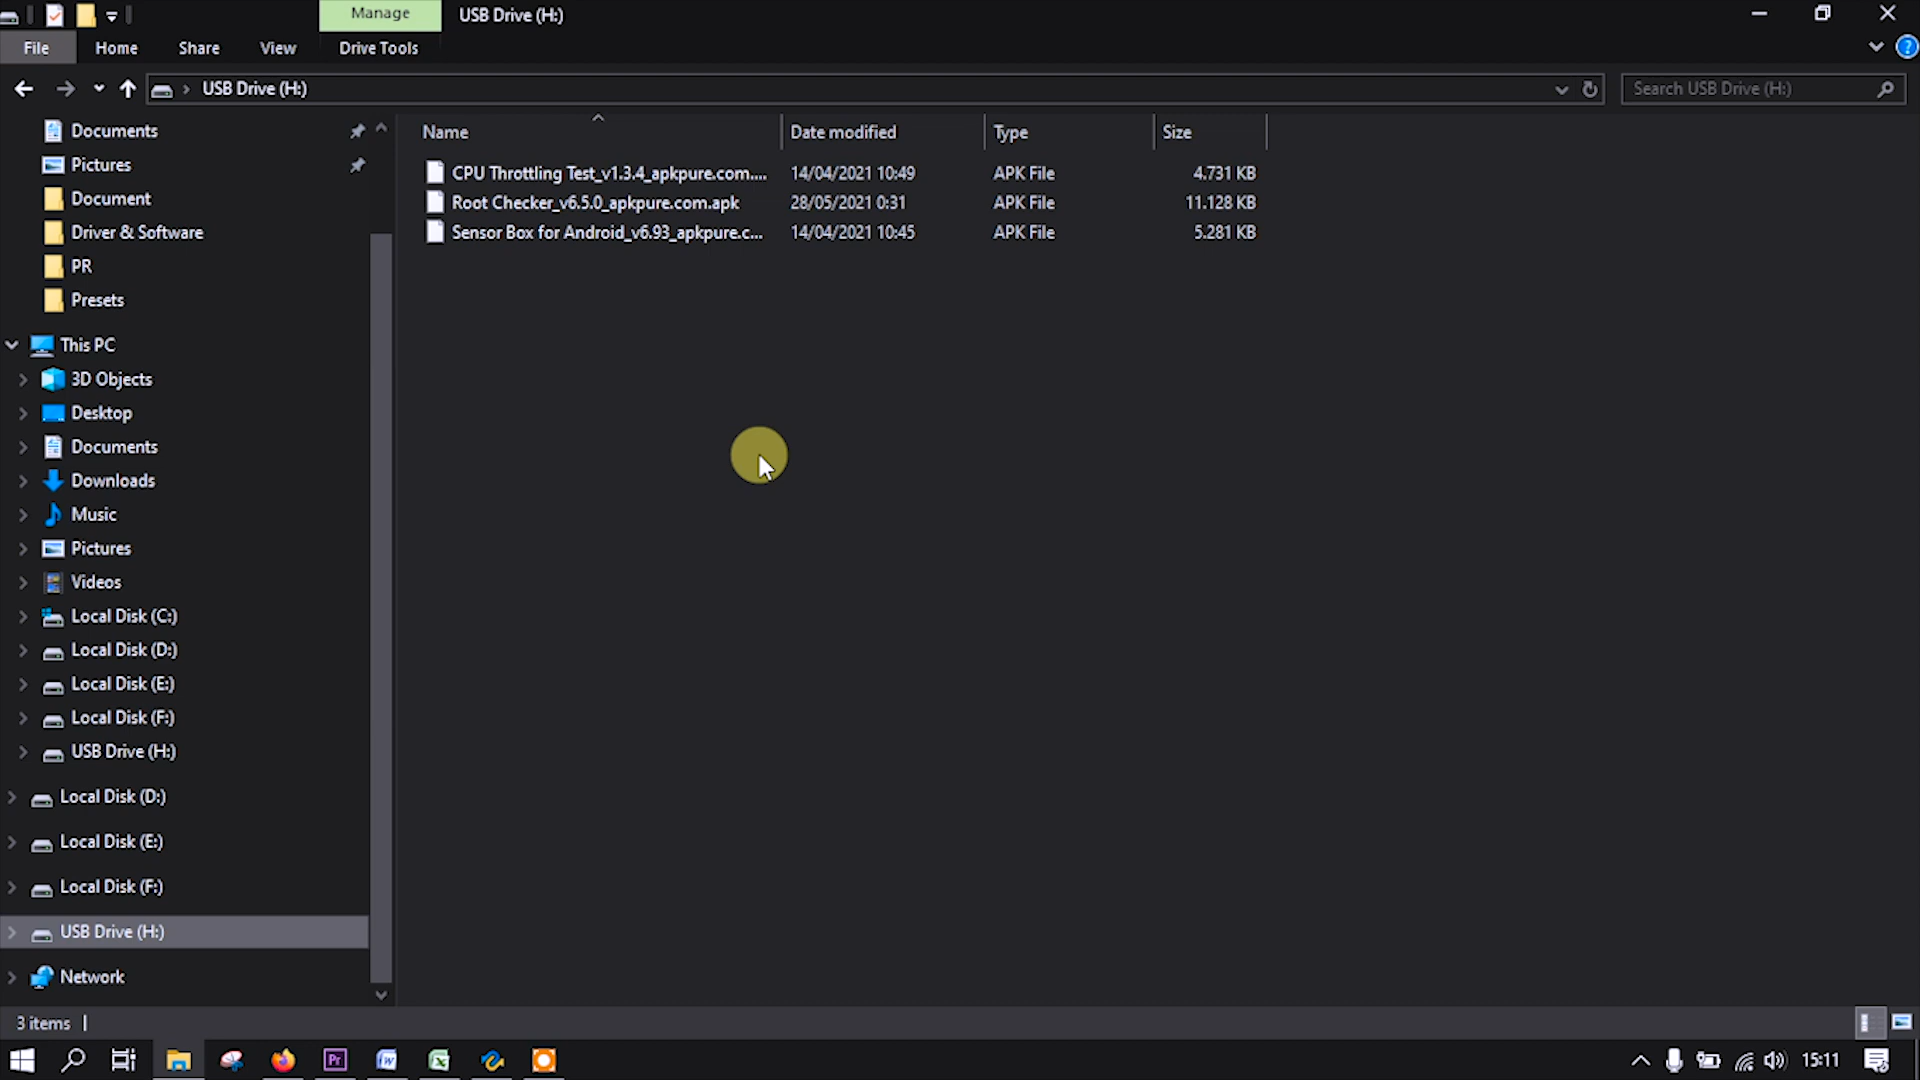 Manage
USB Drive (H:)
File
Home
Share
View
Drive Tools
USB Drive (H:)
Search USB Drive (H:)
Documents
Pictures
Document
Driver & Software
PR
Presets
This PC
3D Objects
Desktop
Documents
Downloads
Music
Pictures
Videos
Local Disk (C:)
Local Disk (D:)
Local Disk (E:)
Local Disk (F:)
USB Drive (H:)
Local Disk (D:)
Local Disk (E:)
Local Disk (F:)
USB Drive (H:)
Network
Name Date modified Type Size
CPU Throttling Test_v1.3.4_apkpure.com.... 14/04/2021 10:49 APK File 4.731 KB
Root Checker_v6.5.0_apkpure.com.apk 28/05/2021 0:31 APK File 11.128 KB
Sensor Box for Android_v6.93_apkpure.c... 14/04/2021 10:45 APK File 5.281 KB
3 items
Pr
15:11